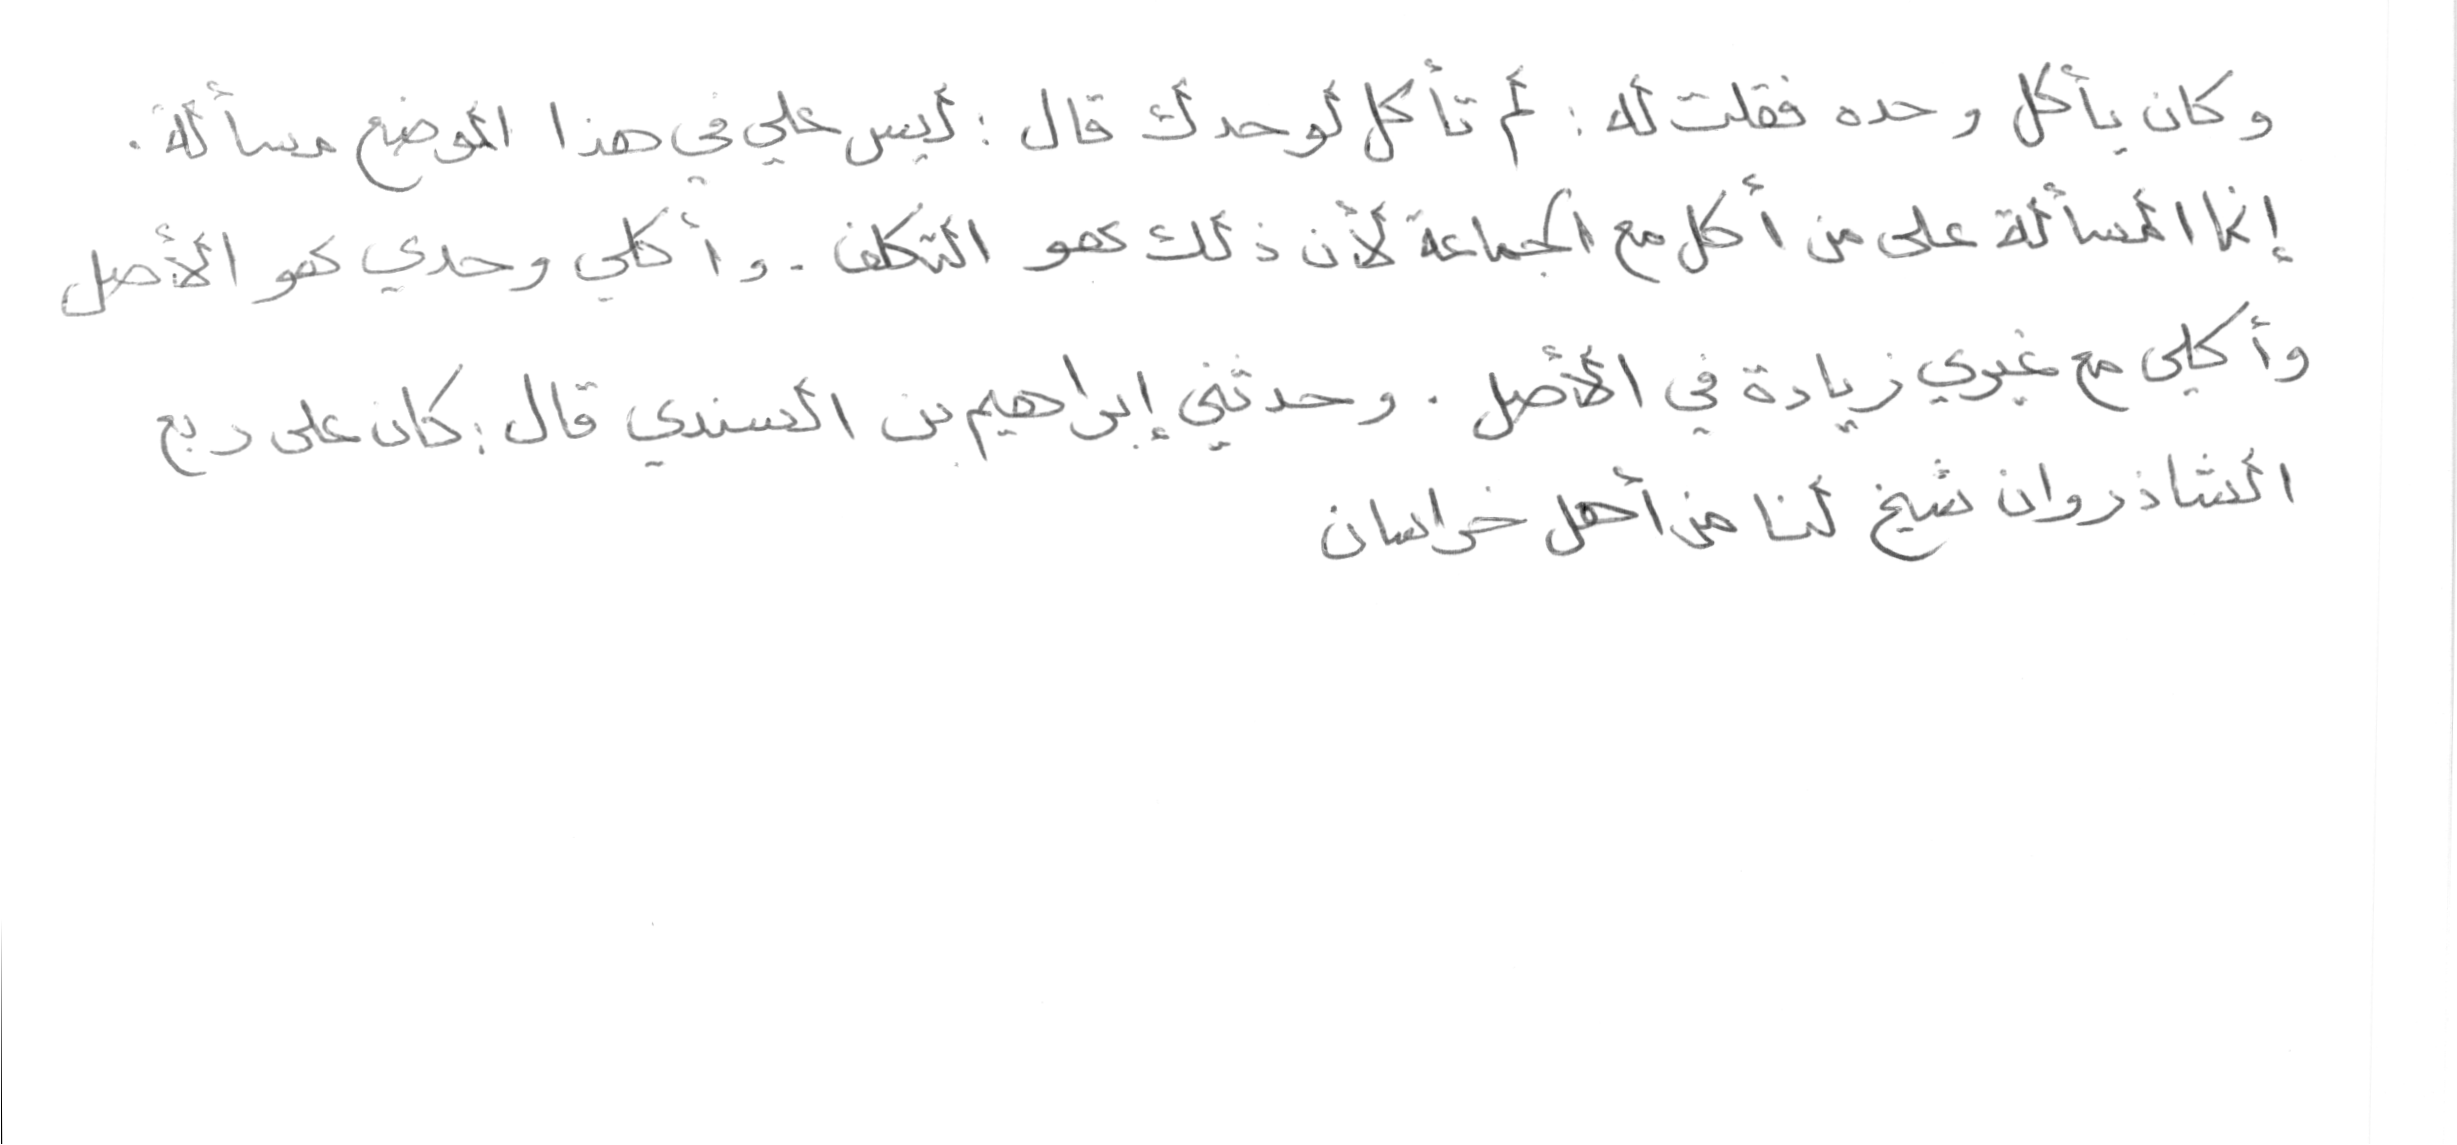 وكان يأكل وحده فقلت له : لم تأكل لوحدك قال : ليس علي في هذا الموضع مسألة .
إنما المسألة على من أكل مع الجماعة لأن ذلك هو التكلف . وأكلي وحدي هو الأصل
وأكلي مع غيري زيادة في الأصل . وحدثني إبراهيم بن السندي قال : كان على ربع
الشاذروان شيخ لنا من أهل خراسان